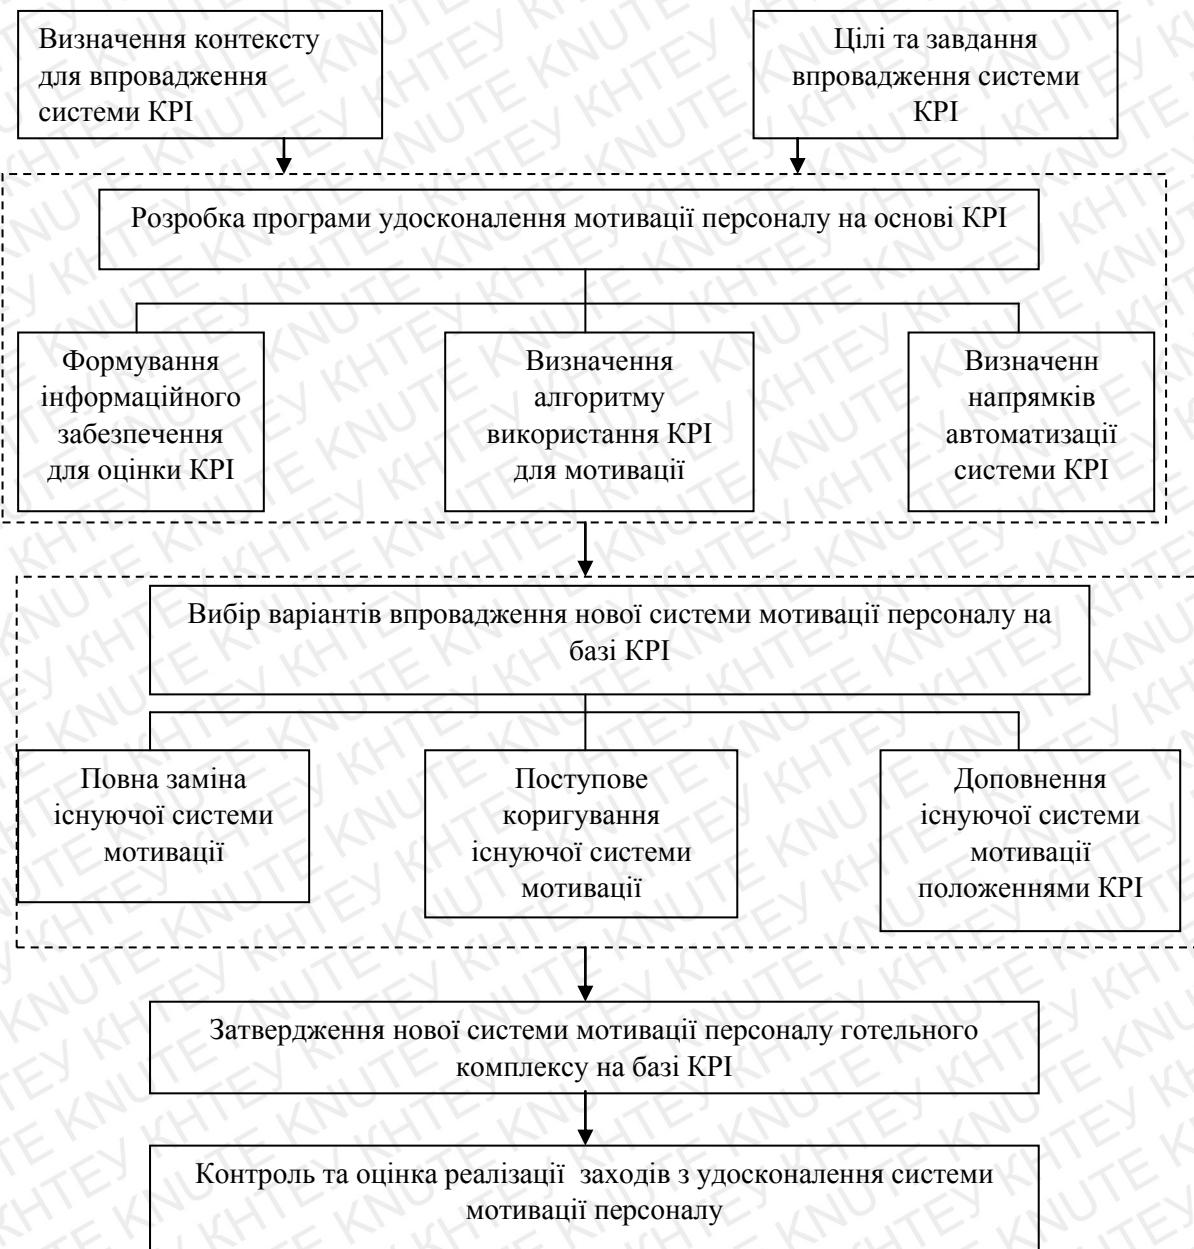 Визначення контексту
для впровадження
системи КРІ
Цілі та завдання
впровадження системи
КРІ
Розробка програми удосконалення мотивації персоналу на основі КРІ
Формування
інформаційного
забезпечення
для оцінки КРІ
Визначення
алгоритму
використання КРІ
для мотивації
Визначенн
напрямків
автоматизації
системи КРІ
Вибір варіантів впровадження нової системи мотивації персоналу на
базі КРІ
Повна заміна
існуючої системи
мотивації
Поступове
коригування
існуючої системи
мотивації
Доповнення
існуючої системи
мотивації
положеннями КРІ
Затвердження нової системи мотивації персоналу готельного
комплексу на базі КРІ
Контроль та оцінка реалізації  заходів з удосконалення системи
мотивації персоналу